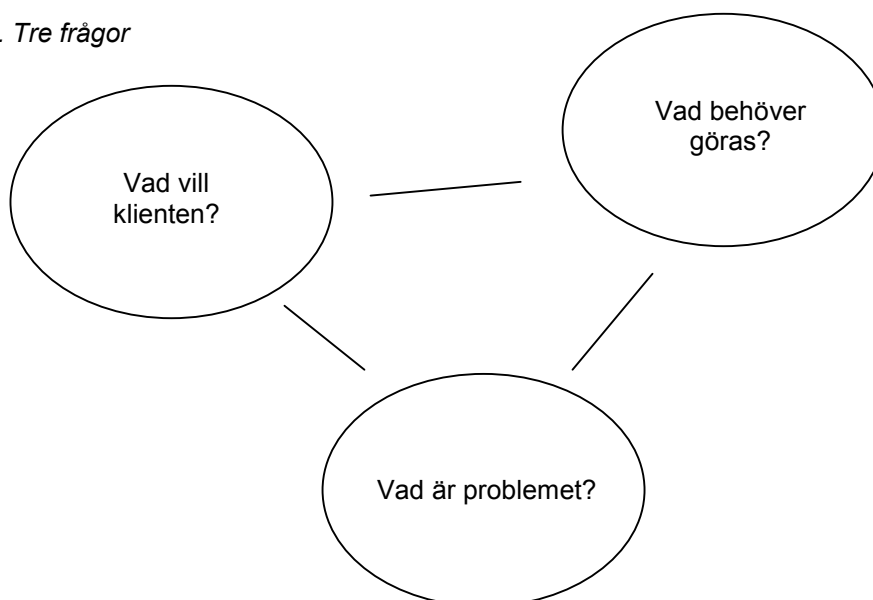 . Tre frågor
Vad behöver
göras?
Vad vill
klienten?
Vad är problemet?